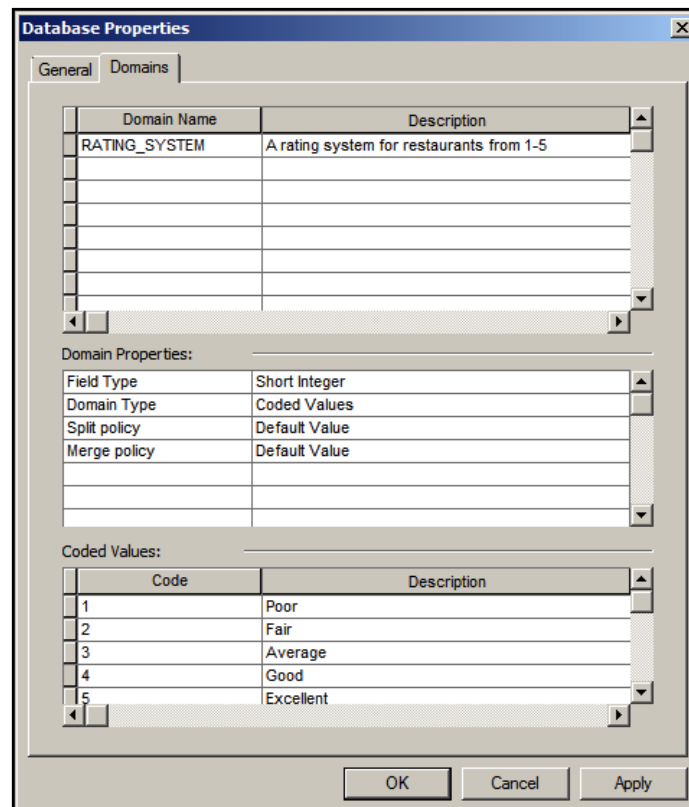 Database Properties
General Domains
Domain Name Description
RATING_SYSTEM A rating system for restaurants from 1-5
Domain Properties:
Field Type Short Integer
Domain Type Coded Values
Split policy Default Value
Merge policy Default Value
Coded Values:
Code Description
1 Poor
2 Fair
3 Average
4 Good
5 Excellent
OK Cancel Apply